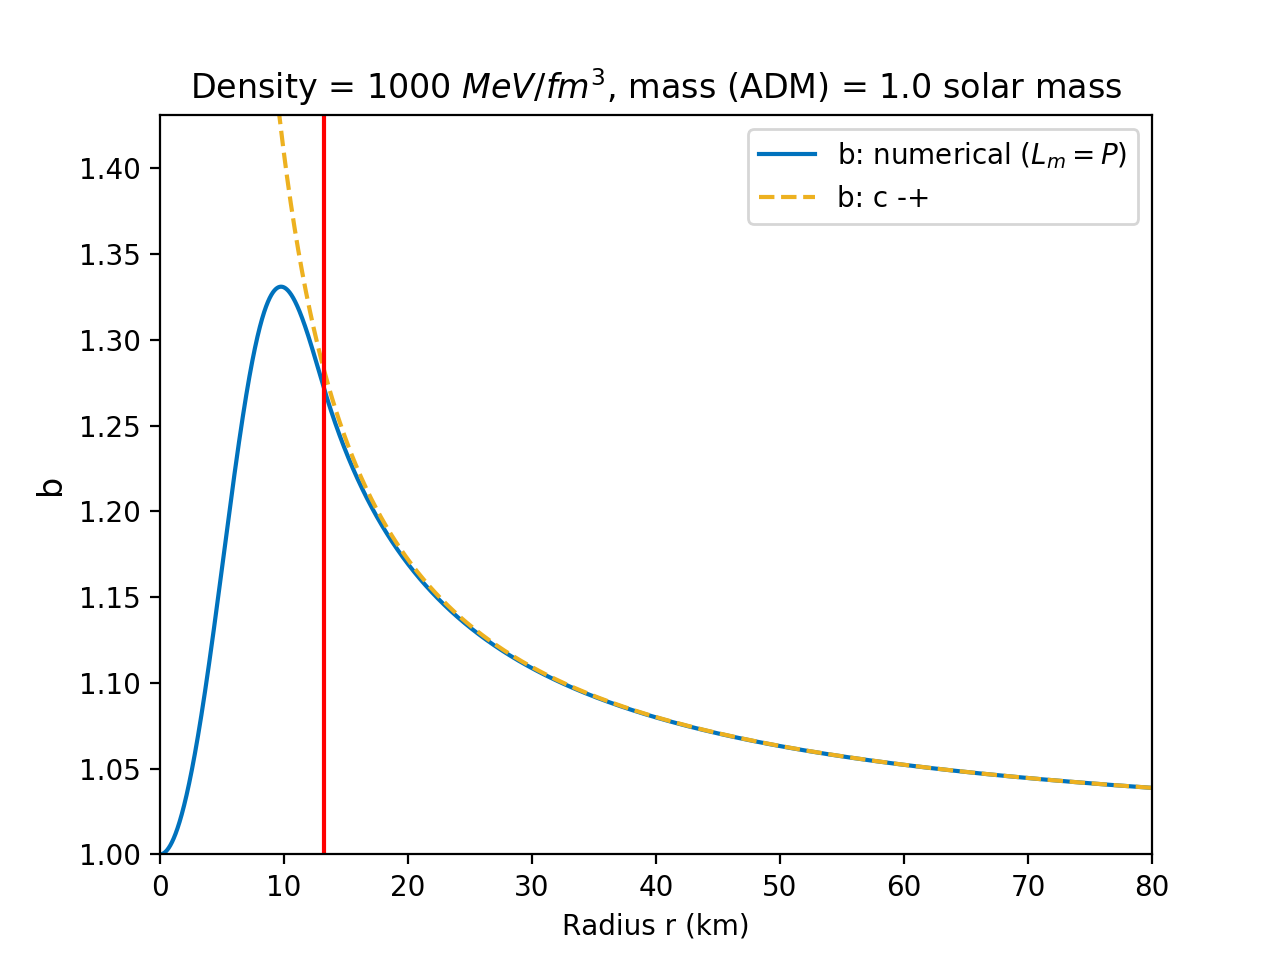 Density = 1000 MeV/fm³, mass (ADM) = 1.0 solar mass
b: numerical (Lₘ = P)
b: c -+
1.40
1.35
1.30
1.25
1.20
1.15
1.10
1.05
1.00
b
0 10 20 30 40 50 60 70 80
Radius r (km)